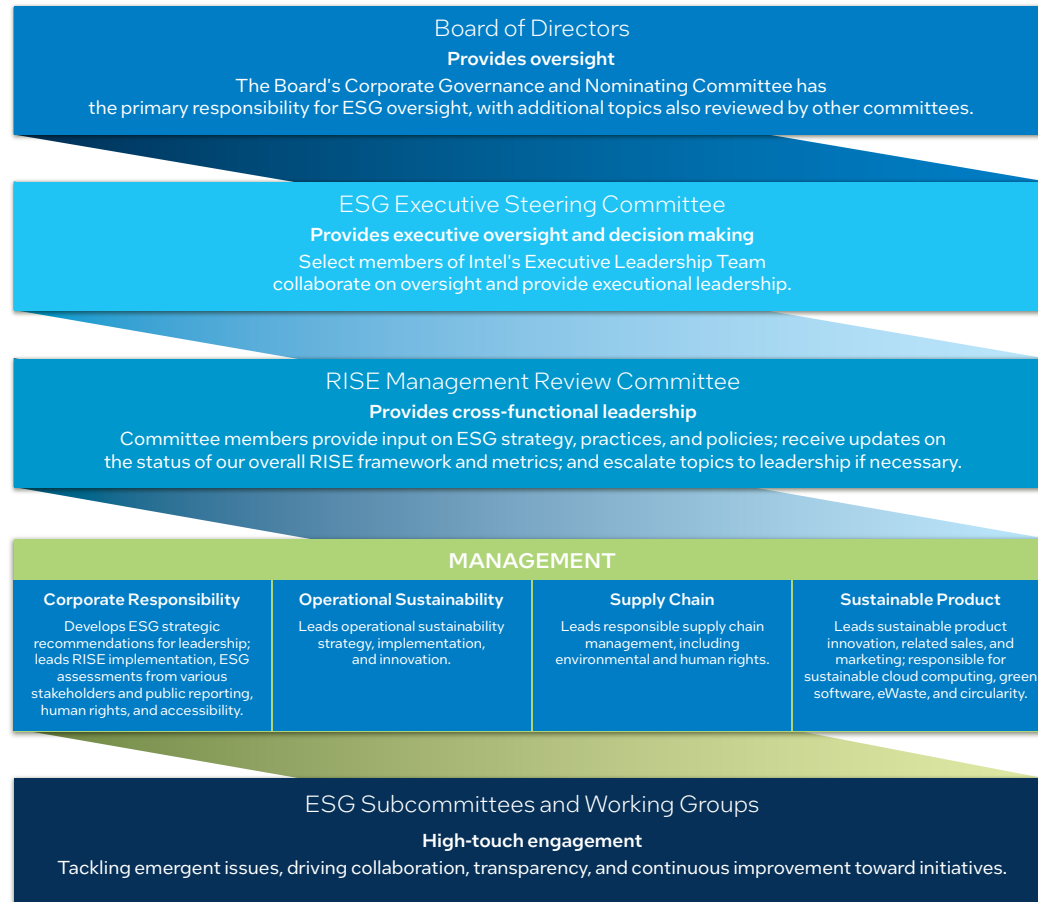 Board of Directors
Provides oversight
The Board's Corporate Governance and Nominating Committee has
the primary responsibility for ESG oversight, with additional topics also reviewed by other committees.
ESG Executive Steering Committee
Provides executive oversight and decision making
Select members of Intel's Executive Leadership Team
collaborate on oversight and provide executional leadership.
RISE Management Review Committee
Provides cross-functional leadership
Committee members provide input on ESG strategy, practices, and policies; receive updates on
the status of our overall RISE framework and metrics; and escalate topics to leadership if necessary.
MANAGEMENT
Corporate Responsibility
Develops ESG strategic
recommendations for leadership;
leads RISE implementation, ESG
assessments from various
stakeholders and public reporting,
human rights, and accessibility.
Operational Sustainability
Leads operational sustainability
strategy, implementation,
and innovation.
Supply Chain
Leads responsible supply chain
management, including
environmental and human rights.
Sustainable Product
Leads sustainable product
innovation, related sales, and
marketing; responsible for
sustainable cloud computing, green
software, eWaste, and circularity.
ESG Subcommittees and Working Groups
High-touch engagement
Tackling emergent issues, driving collaboration, transparency, and continuous improvement toward initiatives.